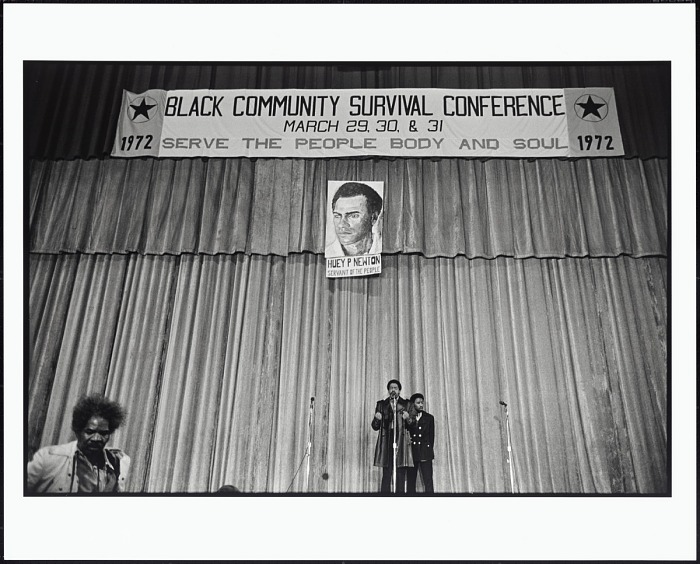 BLACK COMMUNITY SURVIVAL CONFERENCE
MARCH 29, 30, & 31
1972 SERVE THE PEOPLE BODY AND SOUL 1972
HUEY P NEWTON
SERVANT OF THE PEOPLE